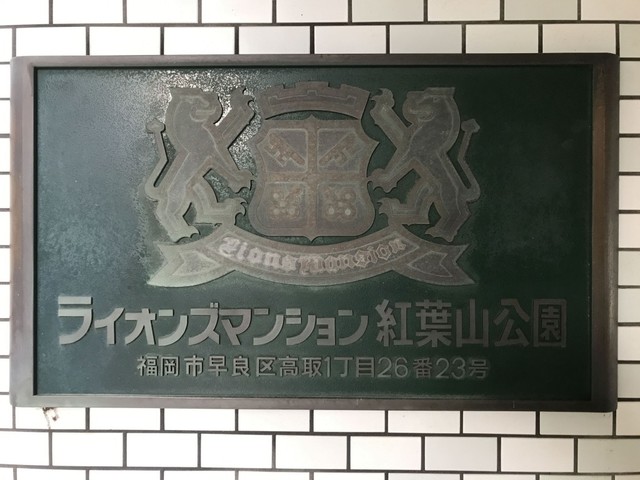 Lions Mansion
ライオンズマンション 紅葉山公園
福岡市早良区高取1丁目26番23号